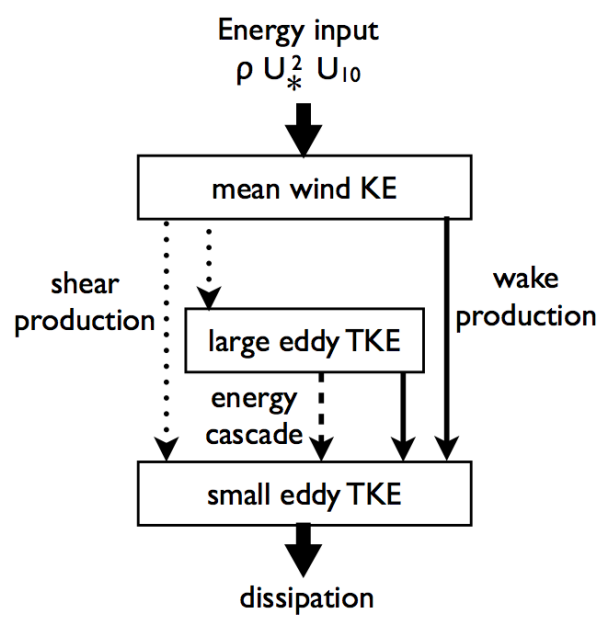 Energy input
ρ U²∗ U₁₀
mean wind KE
shear
production
wake
production
large eddy TKE
energy
cascade
small eddy TKE
dissipation